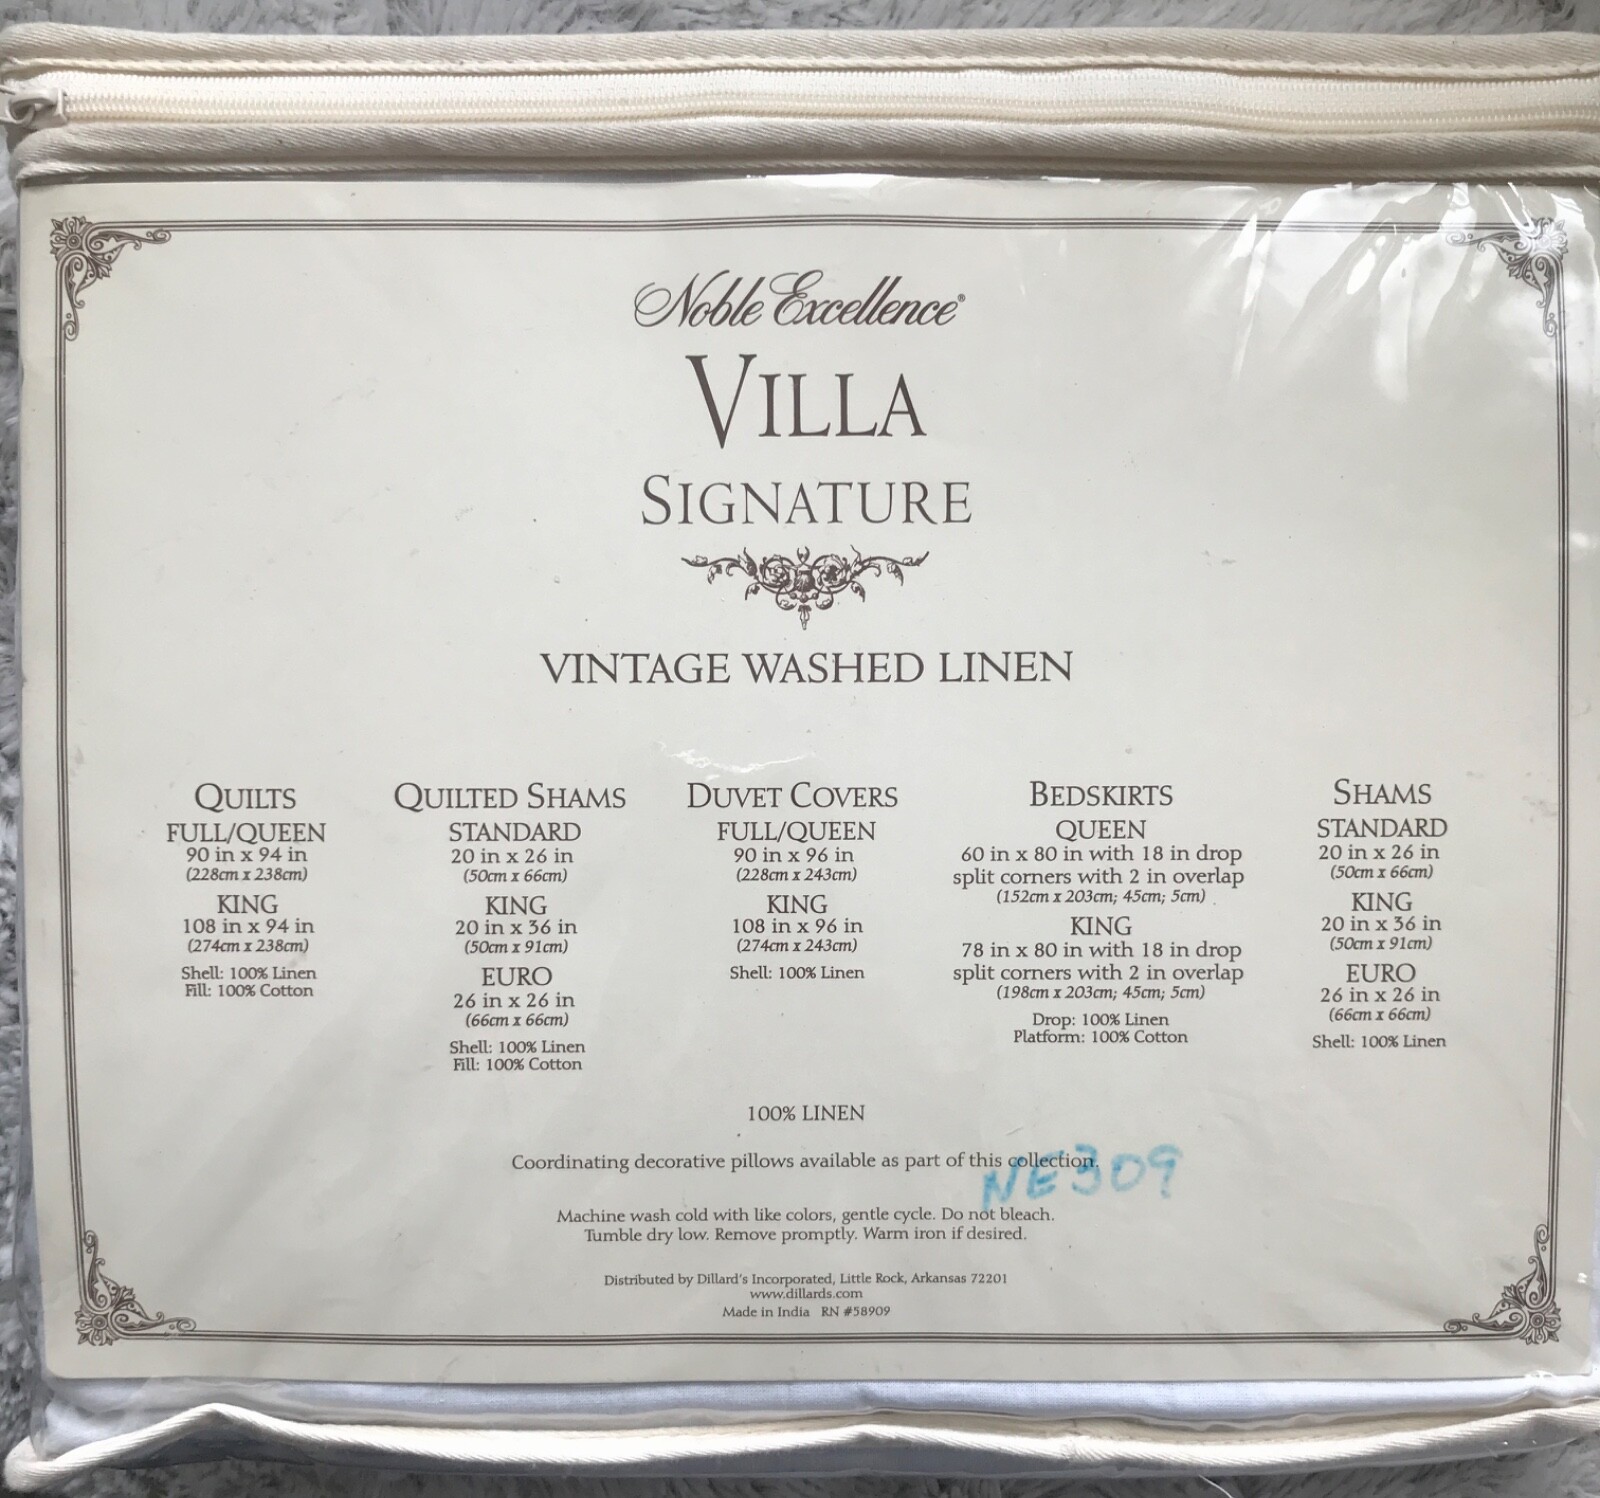 Noble Excellence®
VILLA
SIGNATURE
VINTAGE WASHED LINEN
QUILTS
FULL/QUEEN
90 in x 94 in
(228cm x 238cm)
KING
108 in x 94 in
(274cm x 238cm)
Shell: 100% Linen
Fill: 100% Cotton
QUILTED SHAMS
STANDARD
20 in x 26 in
(50cm x 66cm)
KING
20 in x 36 in
(50cm x 91cm)
EURO
26 in x 26 in
(66cm x 66cm)
Shell: 100% Linen
Fill: 100% Cotton
DUVET COVERS
FULL/QUEEN
90 in x 96 in
(228cm x 243cm)
KING
108 in x 96 in
(274cm x 243cm)
Shell: 100% Linen
BEDSKIRTS
QUEEN
60 in x 80 in with 18 in drop
split corners with 2 in overlap
(152cm x 203cm; 45cm; 5cm)
KING
78 in x 80 in with 18 in drop
split corners with 2 in overlap
(198cm x 203cm; 45cm; 5cm)
Drop: 100% Linen
Platform: 100% Cotton
SHAMS
STANDARD
20 in x 26 in
(50cm x 66cm)
KING
20 in x 36 in
(50cm x 91cm)
EURO
26 in x 26 in
(66cm x 66cm)
Shell: 100% Linen
100% LINEN
Coordinating decorative pillows available as part of this collection.
NE309
Machine wash cold with like colors, gentle cycle. Do not bleach.
Tumble dry low. Remove promptly. Warm iron if desired.
Distributed by Dillard's Incorporated, Little Rock, Arkansas 72201
www.dillards.com
Made in India RN #58909